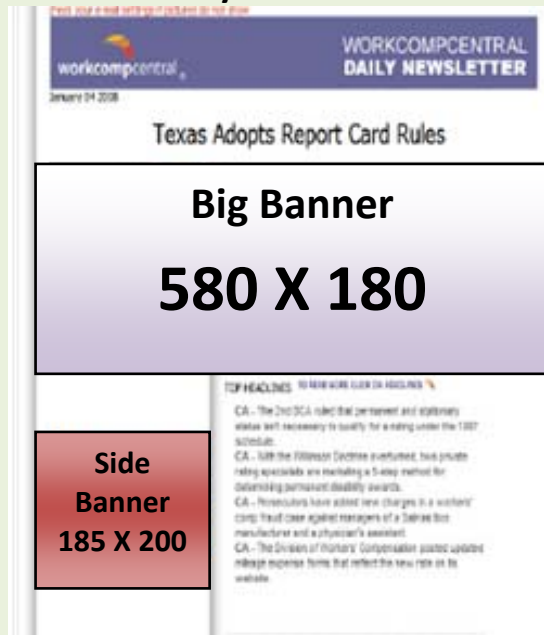 workcompcentral
WORKCOMPCENTRAL
DAILY NEWSLETTER
January 04 2008
Texas Adopts Report Card Rules
Big Banner
580 X 180
TOP HEADLINES
CA - The 2nd DCA ruled that permanent and stationary
status isn't necessary to qualify for a rating under the 1997
schedule.
CA - With the Wilkinson Doctrine overturned, two private
rating specialists are marketing a 5-step method for
determining permanent disability awards.
CA - Prosecutors have added new charges in a workers'
comp fraud case against managers of a Salinas box
manufacturer and a physician's assistant.
CA - The Division of Workers' Compensation posted updated
mileage expense forms that reflect the new rate on its
website.
Side
Banner
185 X 200